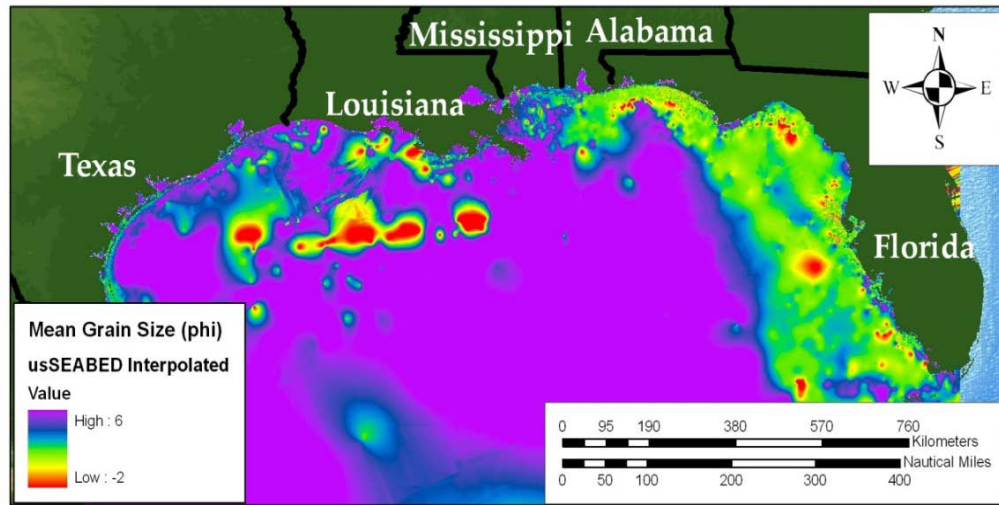 Mississippi Alabama
Louisiana
Texas
Florida
N
W E
S
Mean Grain Size (phi)
usSEABED Interpolated
Value
High : 6
Low : -2
0 95 190 380 570 760
Kilometers
Nautical Miles
0 50 100 200 300 400